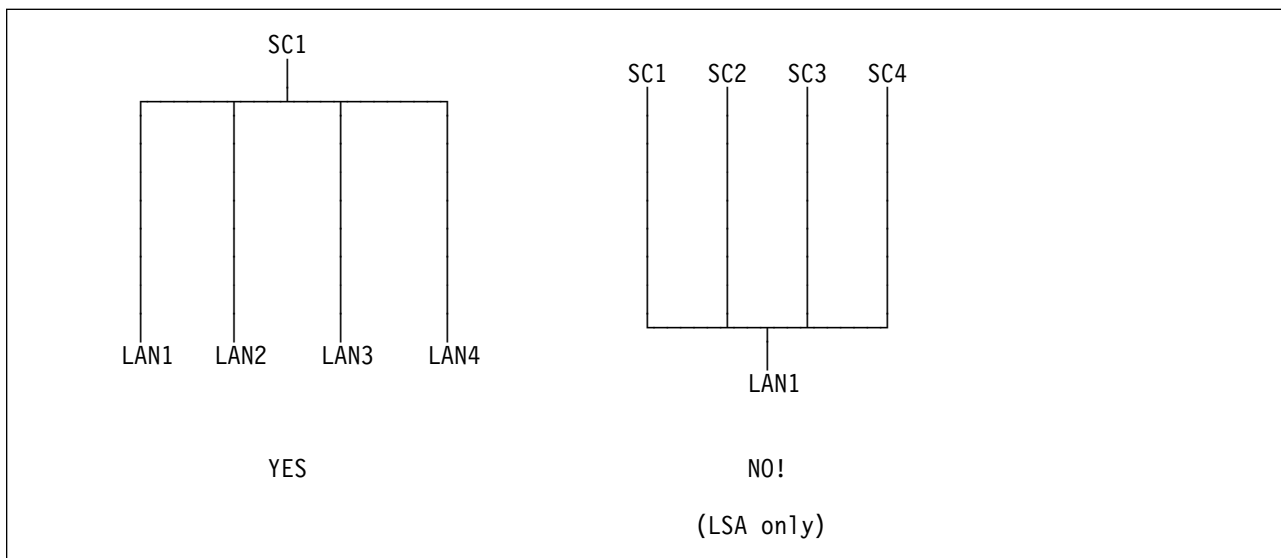 SC1
SC1 SC2 SC3 SC4
LAN1 LAN2 LAN3 LAN4
LAN1
YES NO!
(LSA only)